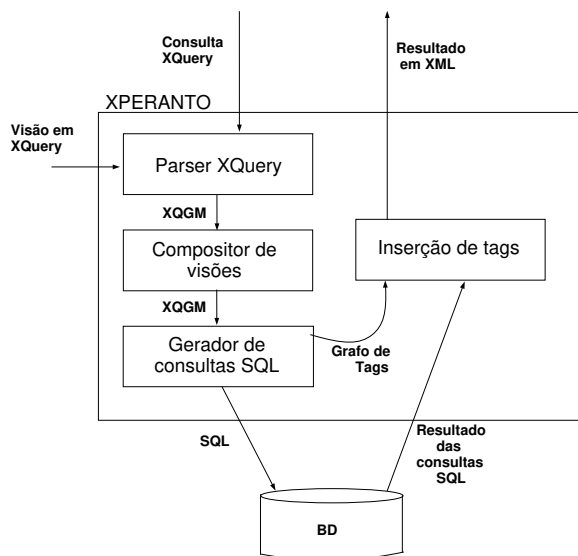 Consulta
XQuery
Resultado
em XML
XPERANTO
Visão em
XQuery
Parser XQuery
XQGM
Compositor de
visões
Inserção de tags
XQGM
Gerador de
consultas SQL
Grafo de
Tags
SQL
Resultado
das
consultas
SQL
BD